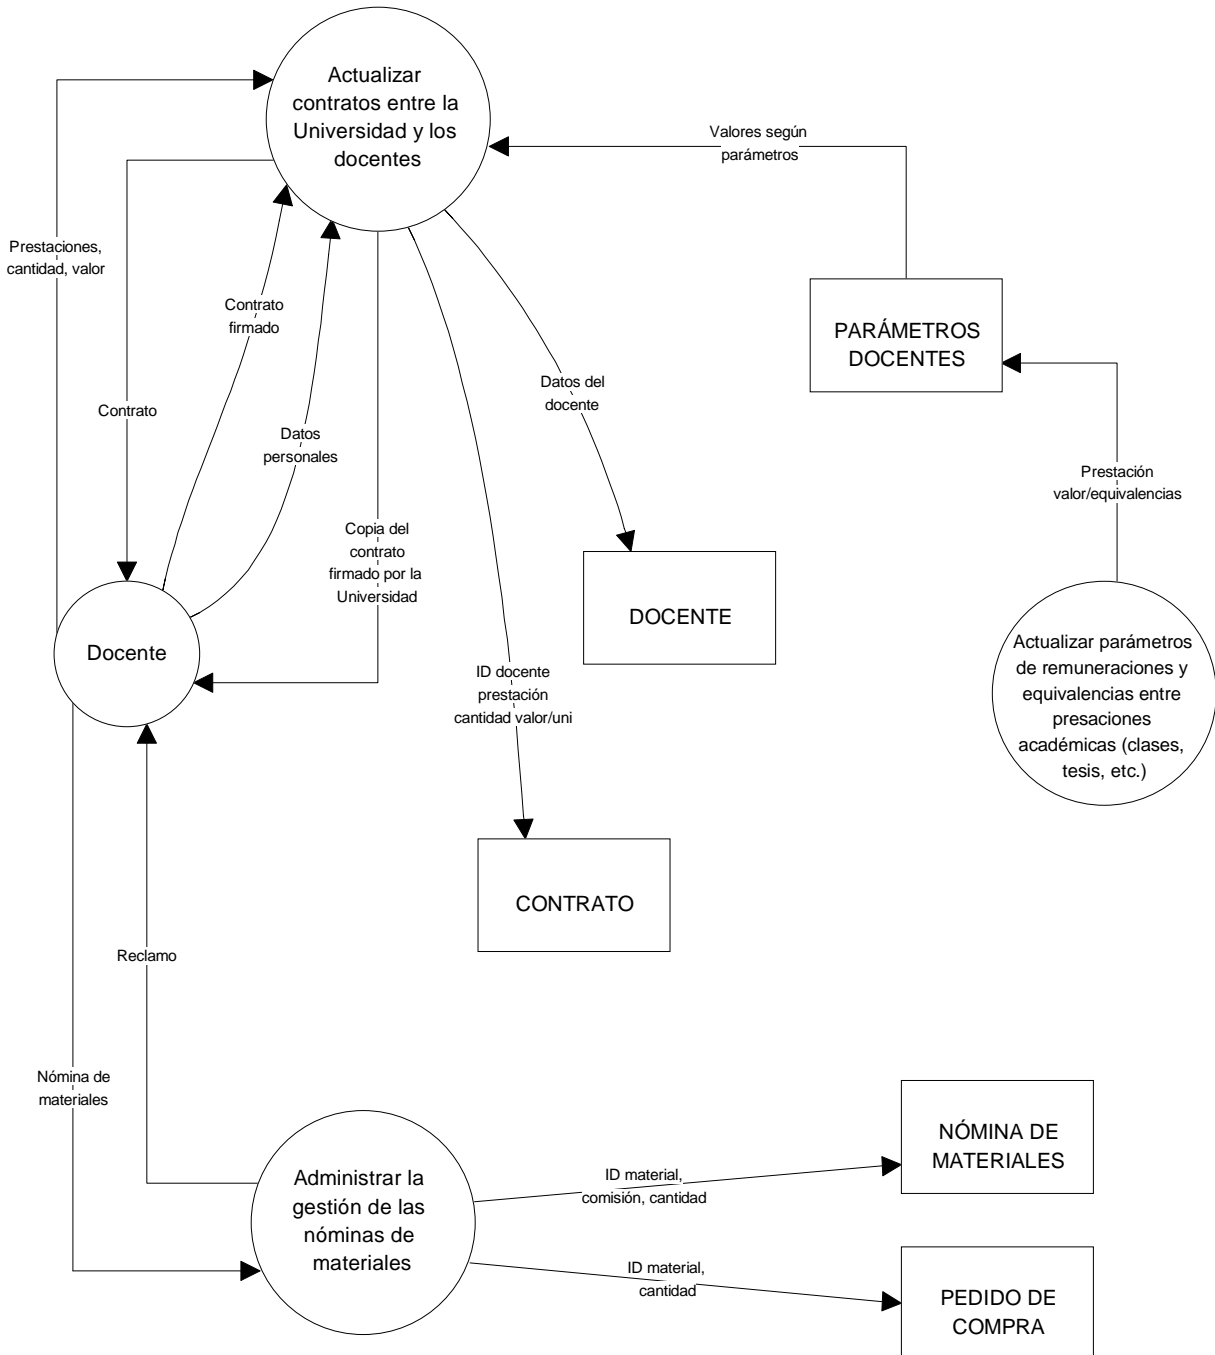 Actualizar
contratos entre la
Universidad y los
docentes
Valores según
parámetros
Prestaciones,
cantidad, valor
Contrato
firmado
PARÁMETROS
DOCENTES
Datos del
docente
Contrato
Datos
personales
Prestación
valor/equivalencias
Copia del
contrato
firmado por la
Universidad
DOCENTE
Docente
Actualizar parámetros
de remuneraciones y
equivalencias entre
presaciones
académicas (clases,
tesis, etc.)
ID docente
prestación
cantidad valor/uni
CONTRATO
Reclamo
Nómina de
materiales
NÓMINA DE
MATERIALES
Administrar la
gestión de las
nóminas de
materiales
ID material,
comisión, cantidad
ID material,
cantidad
PEDIDO DE
COMPRA